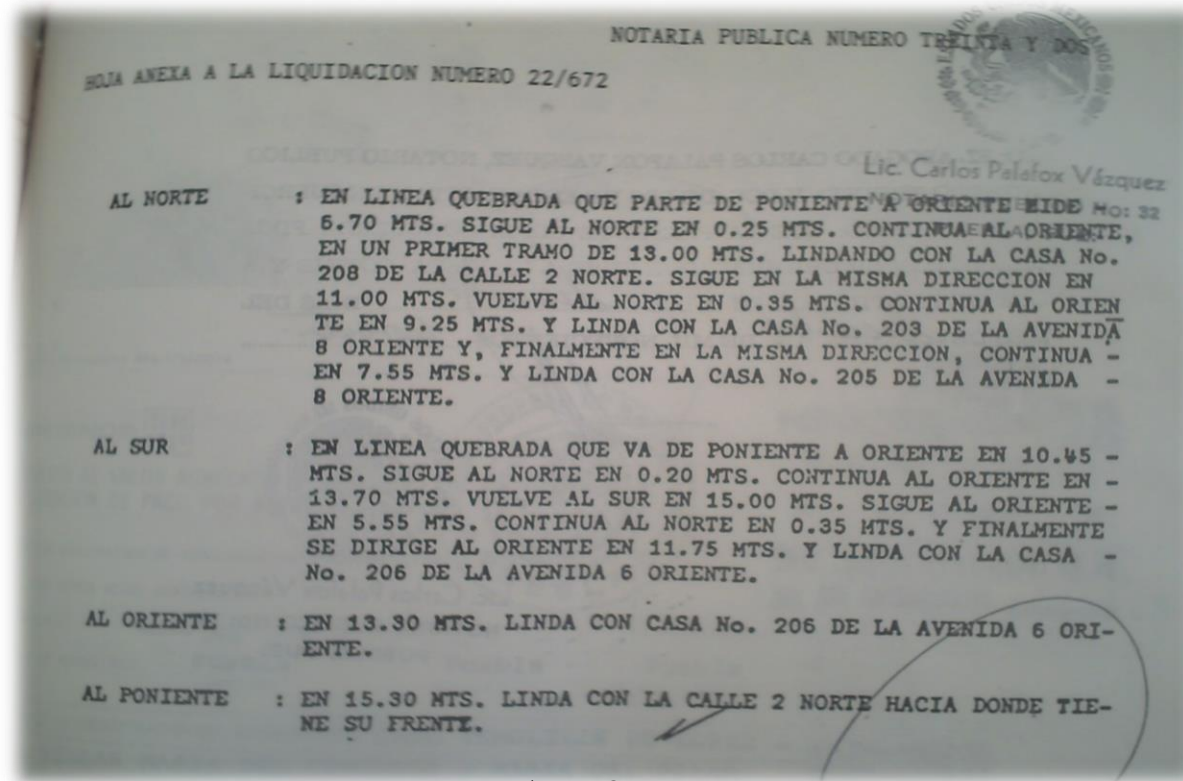 NOTARIA PUBLICA NUMERO TREINTA Y DOS
HOJA ANEXA A LA LIQUIDACION NUMERO 22/672
Lic. Carlos Palafox Vázquez
No: 32
AL NORTE : EN LINEA QUEBRADA QUE PARTE DE PONIENTE A ORIENTE MIDE
6.70 MTS. SIGUE AL NORTE EN 0.25 MTS. CONTINUA AL ORIENTE,
EN UN PRIMER TRAMO DE 13.00 MTS. LINDANDO CON LA CASA No.
208 DE LA CALLE 2 NORTE. SIGUE EN LA MISMA DIRECCION EN
11.00 MTS. VUELVE AL NORTE EN 0.35 MTS. CONTINUA AL ORIEN
TE EN 9.25 MTS. Y LINDA CON LA CASA No. 203 DE LA AVENIDA
8 ORIENTE Y, FINALMENTE EN LA MISMA DIRECCION, CONTINUA -
EN 7.55 MTS. Y LINDA CON LA CASA No. 205 DE LA AVENIDA -
8 ORIENTE.
AL SUR : EN LINEA QUEBRADA QUE VA DE PONIENTE A ORIENTE EN 10.45 -
MTS. SIGUE AL NORTE EN 0.20 MTS. CONTINUA AL ORIENTE EN -
13.70 MTS. VUELVE AL SUR EN 15.00 MTS. SIGUE AL ORIENTE -
EN 5.55 MTS. CONTINUA AL NORTE EN 0.35 MTS. Y FINALMENTE
SE DIRIGE AL ORIENTE EN 11.75 MTS. Y LINDA CON LA CASA -
No. 206 DE LA AVENIDA 6 ORIENTE.
AL ORIENTE : EN 13.30 MTS. LINDA CON CASA No. 206 DE LA AVENIDA 6 ORI-
ENTE.
AL PONIENTE : EN 15.30 MTS. LINDA CON LA CALLE 2 NORTE HACIA DONDE TIE-
NE SU FRENTE.